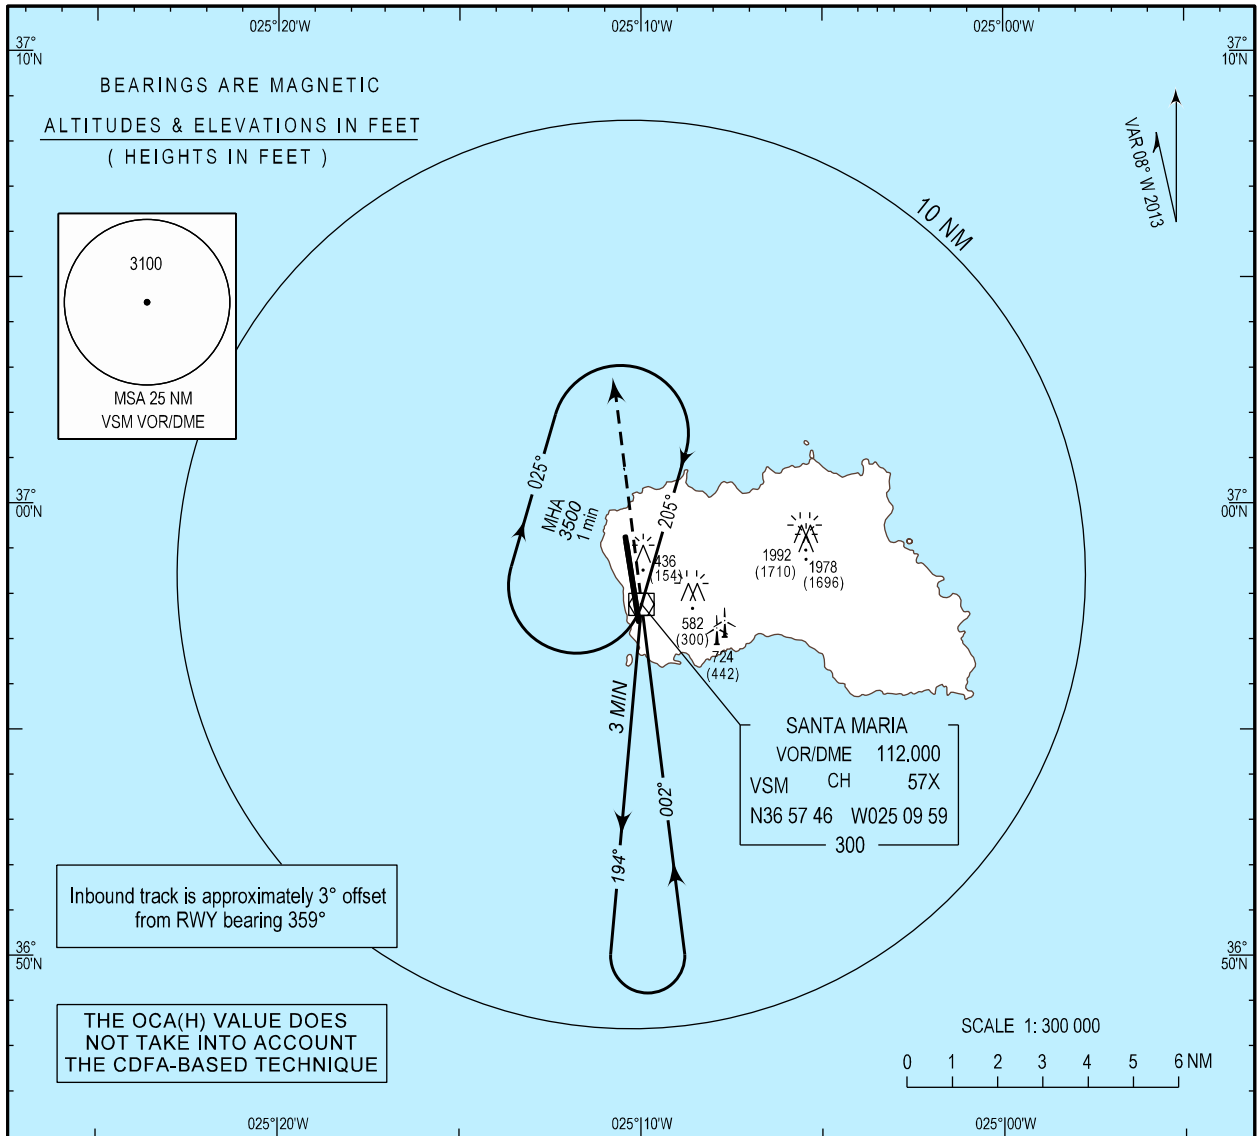 025°20'W
025°10'W
025°00'W
37°
10'N
37°
10'N
BEARINGS ARE MAGNETIC
ALTITUDES & ELEVATIONS IN FEET
( HEIGHTS IN FEET )
VAR 08° W 2013
10 NM
3100
MSA 25 NM
VSM VOR/DME
025°
MHA
3500
1 min
205°
37°
00'N
37°
00'N
436
(154)
1992
(1710)
1978
(1696)
582
(300)
724
(442)
3 MIN
SANTA MARIA
VOR/DME 112.000
VSM CH 57X
N36 57 46 W025 09 59
300
002°
194°
Inbound track is approximately 3° offset
from RWY bearing 359°
36°
50'N
36°
50'N
THE OCA(H) VALUE DOES
NOT TAKE INTO ACCOUNT
THE CDFA-BASED TECHNIQUE
SCALE 1: 300 000
0 1 2 3 4 5 6 NM
025°20'W
025°10'W
025°00'W